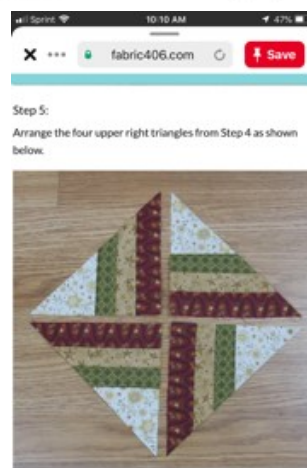 Sprint 10:10 AM 47%
fabric406.com Save
Step 5:
Arrange the four upper right triangles from Step 4 as shown
below.